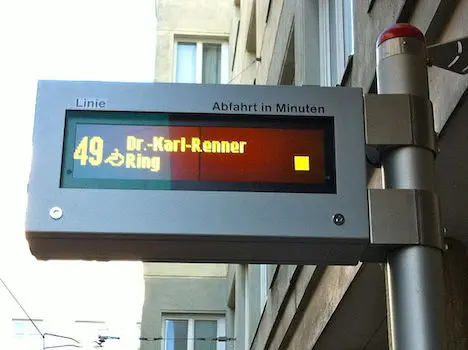 Linie Abfahrt in Minuten
49 Dr.-Karl-Renner
Ring